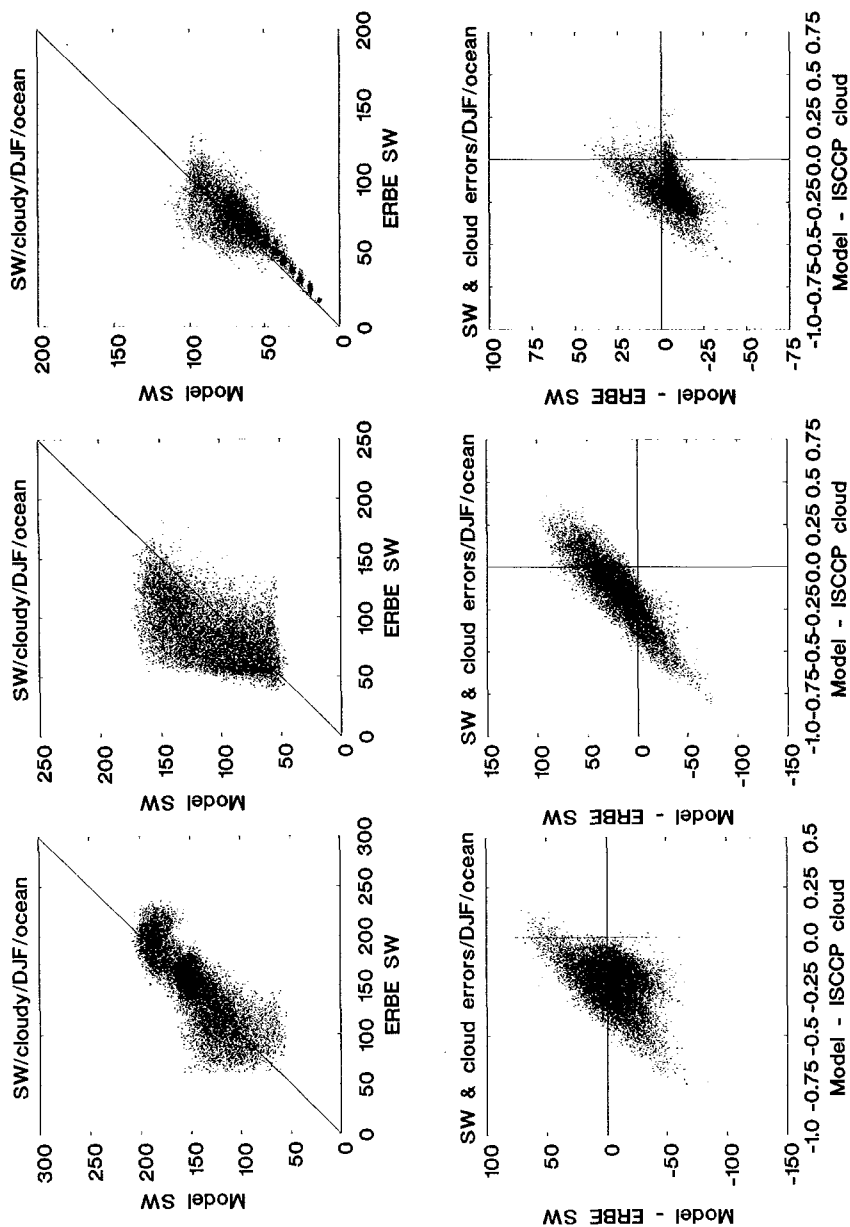 SW/cloudy/DJF/ocean
300
250
200
150
100
50
0
Model SW
0 50 100 150 200 250 300
ERBE SW
SW/cloudy/DJF/ocean
250
200
150
100
50
0
Model SW
0 50 100 150 200 250
ERBE SW
SW/cloudy/DJF/ocean
200
150
100
50
0
Model SW
0 50 100 150 200
ERBE SW
SW & cloud errors/DJF/ocean
100
50
0
-50
-100
-150
Model - ERBE SW
-1.0 -0.75 -0.5 -0.25 0.0 0.25 0.5
Model - ISCCP cloud
SW & cloud errors/DJF/ocean
150
100
50
0
-50
-100
-150
Model - ERBE SW
-1.0-0.75-0.5-0.25 0.0 0.25 0.5 0.75
Model - ISCCP cloud
SW & cloud errors/DJF/ocean
100
75
50
25
0
-25
-50
-75
Model - ERBE SW
-1.0-0.75-0.5-0.25 0.0 0.25 0.5 0.75
Model - ISCCP cloud